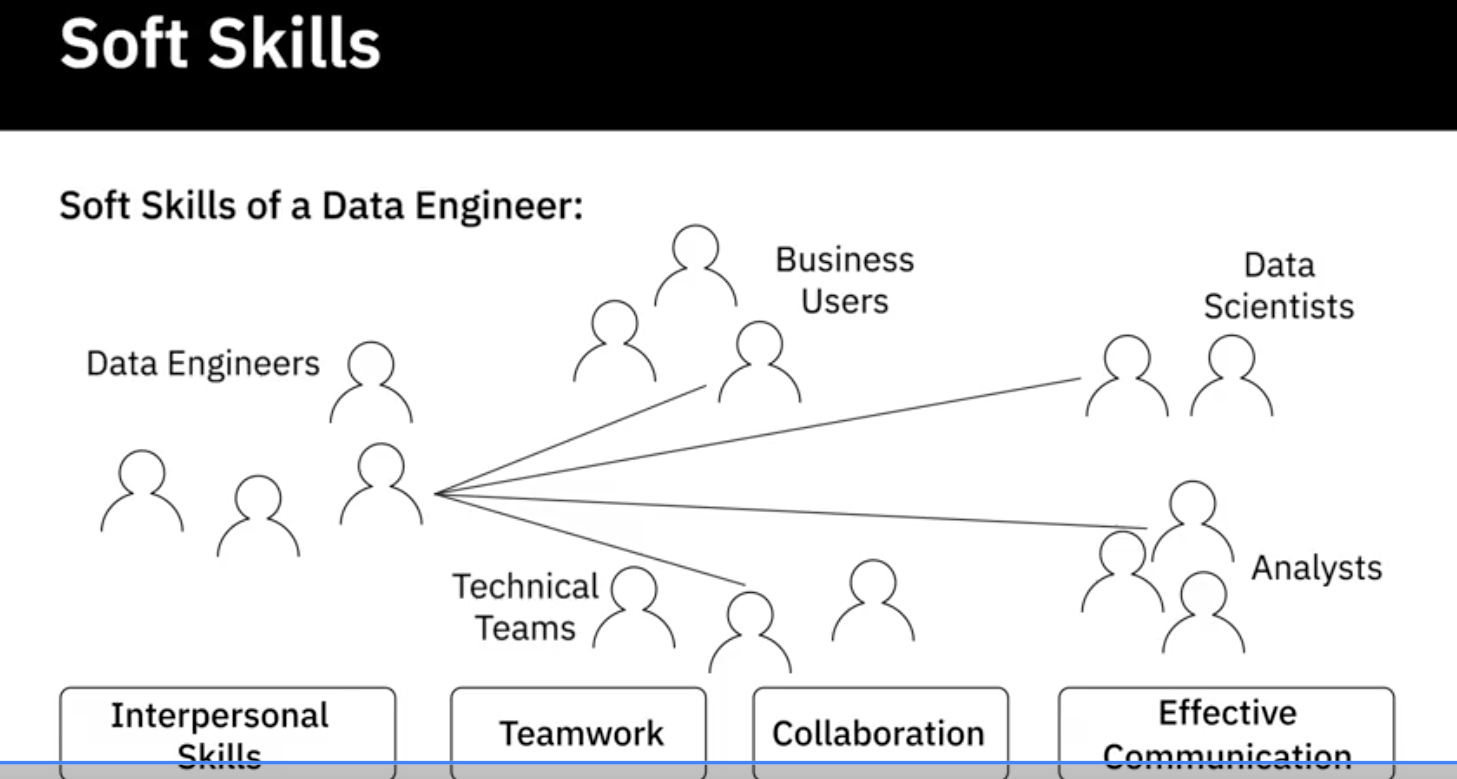 Soft Skills
Soft Skills of a Data Engineer:
Business
Users
Data
Scientists
Data Engineers
Technical
Teams
Analysts
Interpersonal
Skills
Teamwork
Collaboration
Effective
Communication